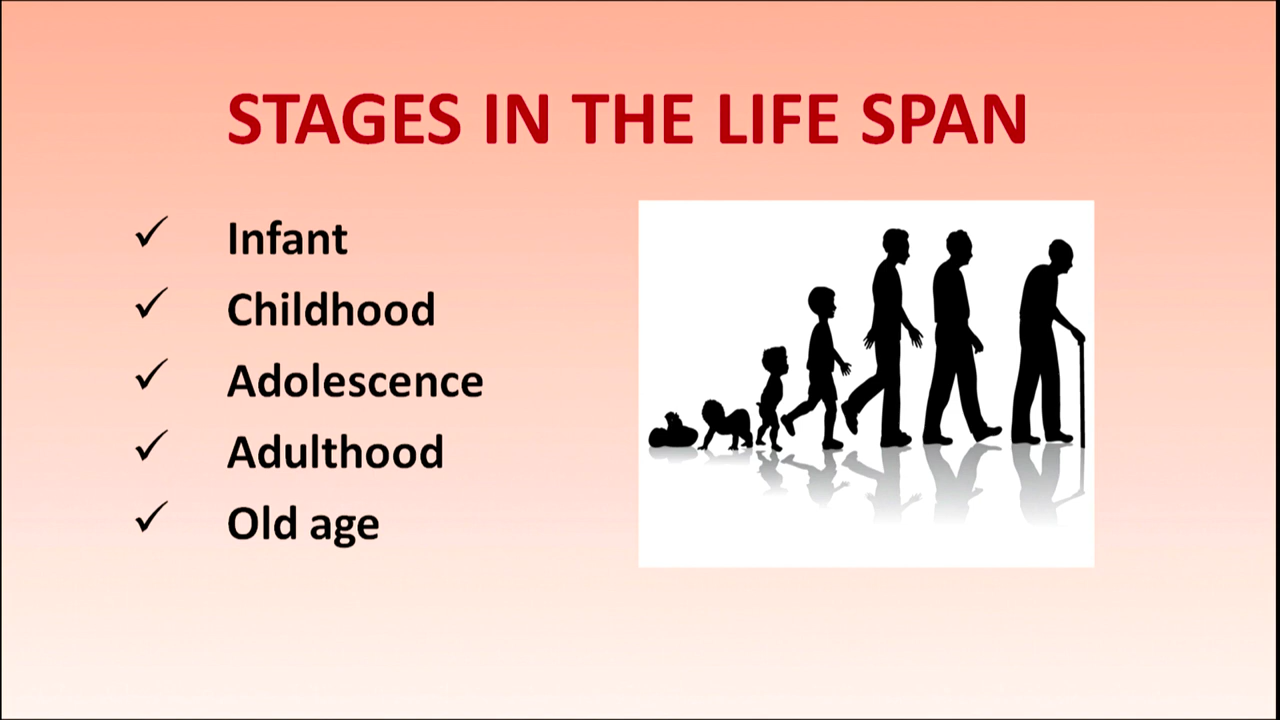 STAGES IN THE LIFE SPAN
✓ Infant
✓ Childhood
✓ Adolescence
✓ Adulthood
✓ Old age